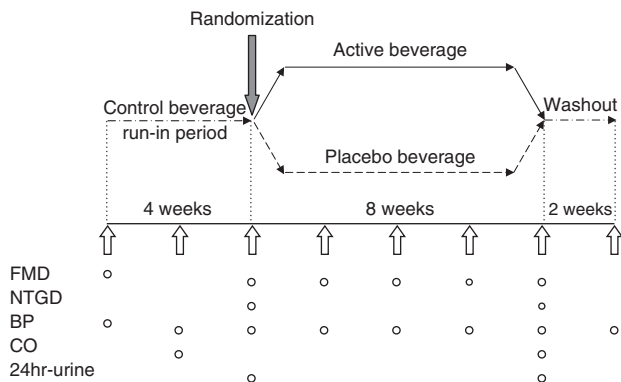 Randomization
Active beverage
Control beverage
Washout
run-in period
Placebo beverage
4 weeks
8 weeks
2 weeks
FMD
NTGD
BP
CO
24hr-urine